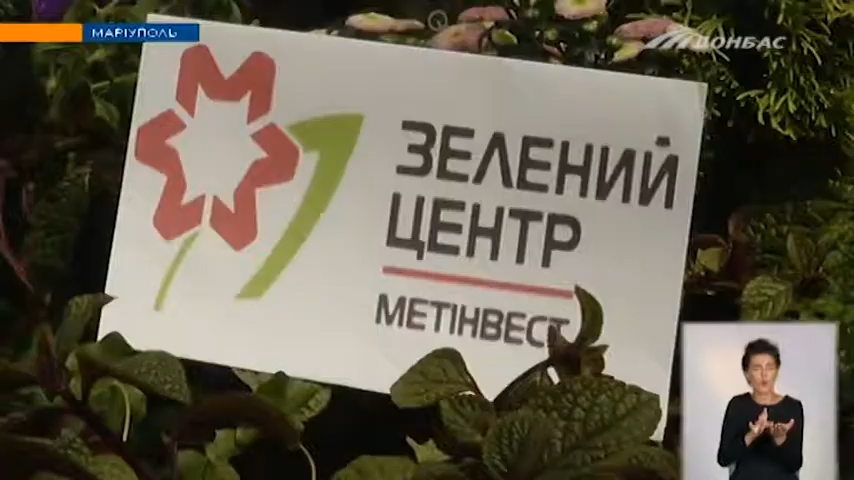 МАРІУПОЛЬ
ДОНБАС
ЗЕЛЕНИЙ
ЦЕНТР
МЕТІНВЕСТ